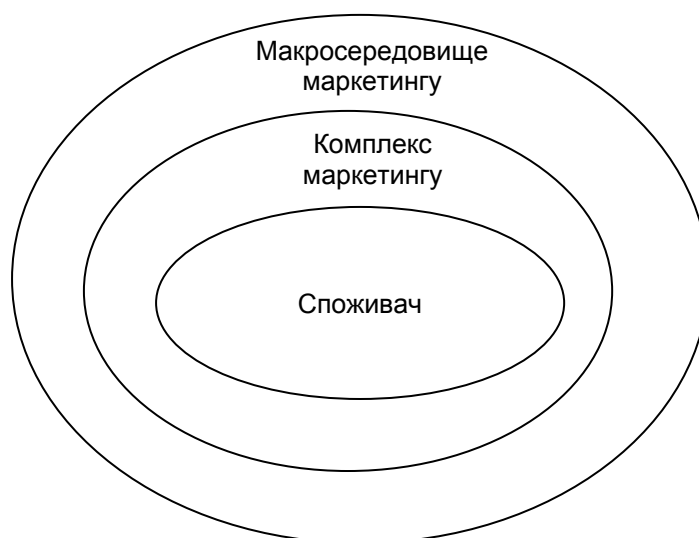 Макросередовище
маркетингу
Комплекс
маркетингу
Споживач